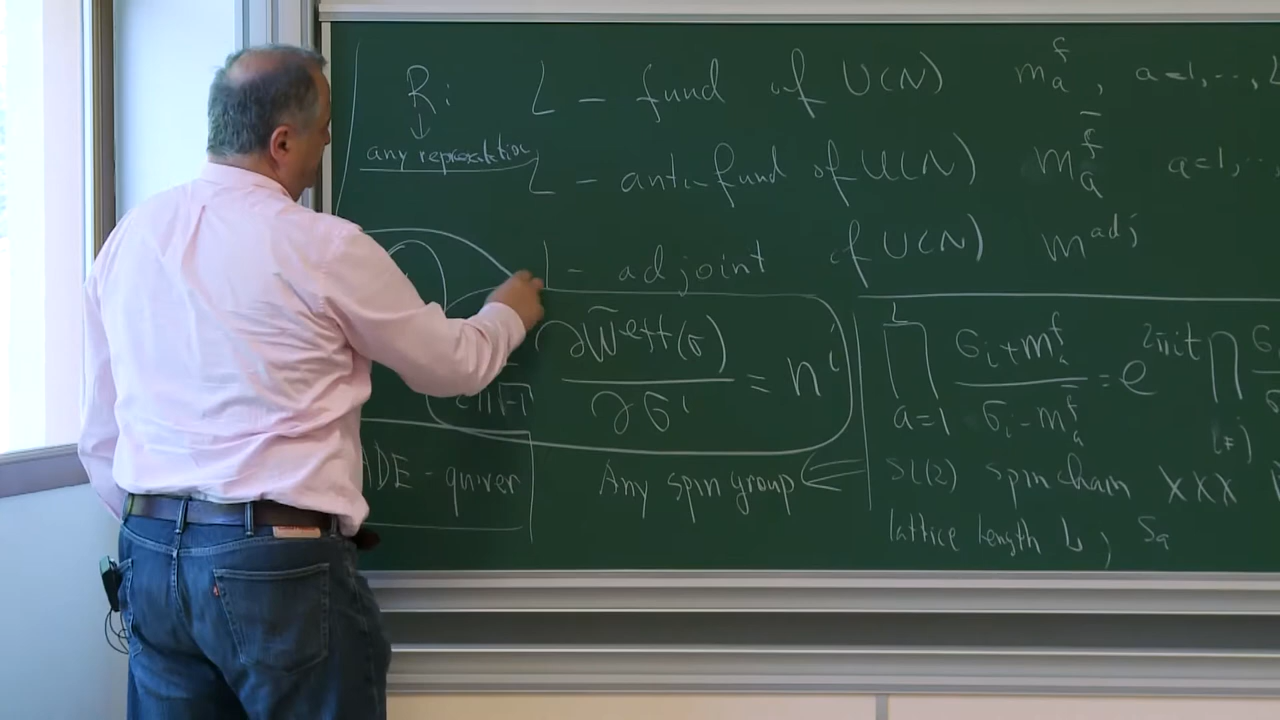 R: L - fund of U(N) m_a^f, a=1,...,L
↓
any representation
L - anti-fund of U(N) m_a^f̄ a=1,..
1 - adjoint of U(N) m^adj
∂W̃^eff(σ) / ∂σ^i = n^i
∏_{a=1}^{L} (σ_i + m_a^f) / (σ_i - m_a^f̄) = e^{2πit} ∏
ADE - quiver
Any spin group ⇐
SL(2) spin chain XXX
lattice length L, S_a